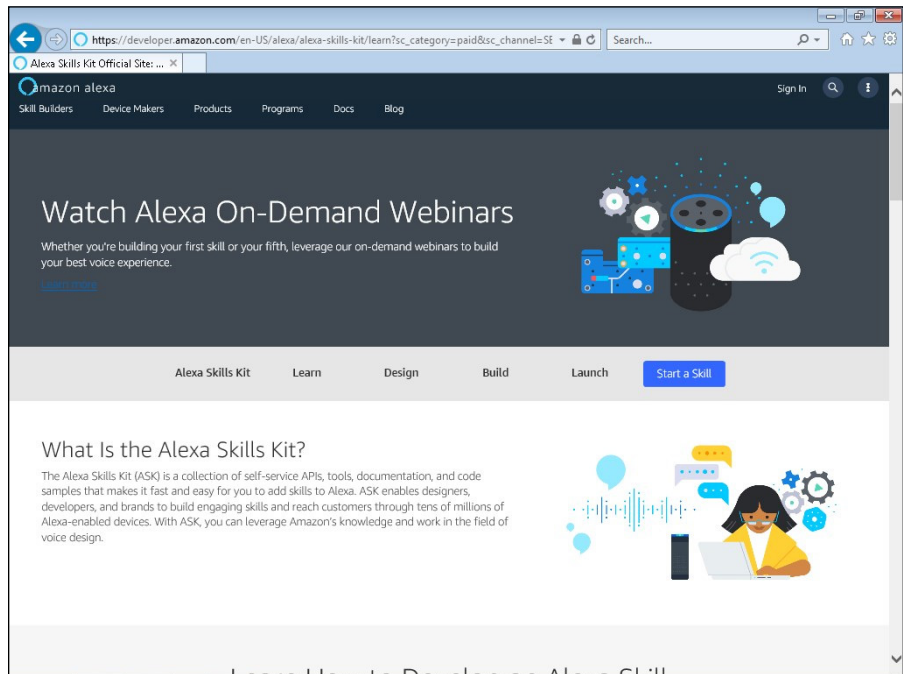 https://developer.amazon.com/en-US/alexa/alexa-skills-kit/learn?sc_category=paid&sc_channel=SE
Search...
Alexa Skills Kit Official Site: ...
amazon alexa
Sign In
Skill Builders Device Makers Products Programs Docs Blog
Watch Alexa On-Demand Webinars
Whether you're building your first skill or your fifth, leverage our on-demand webinars to build
your best voice experience.
Learn more
Alexa Skills Kit Learn Design Build Launch Start a Skill
What Is the Alexa Skills Kit?
The Alexa Skills Kit (ASK) is a collection of self-service APIs, tools, documentation, and code
samples that makes it fast and easy for you to add skills to Alexa. ASK enables designers,
developers, and brands to build engaging skills and reach customers through tens of millions of
Alexa-enabled devices. With ASK, you can leverage Amazon's knowledge and work in the field of
voice design.
Learn How to Develop an Alexa Skill